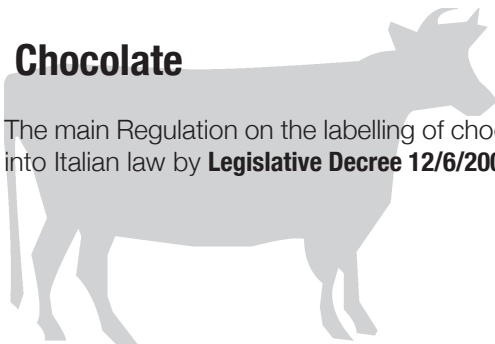 Chocolate
The main Regulation on the labelling of
into Italian law by Legislative Decree